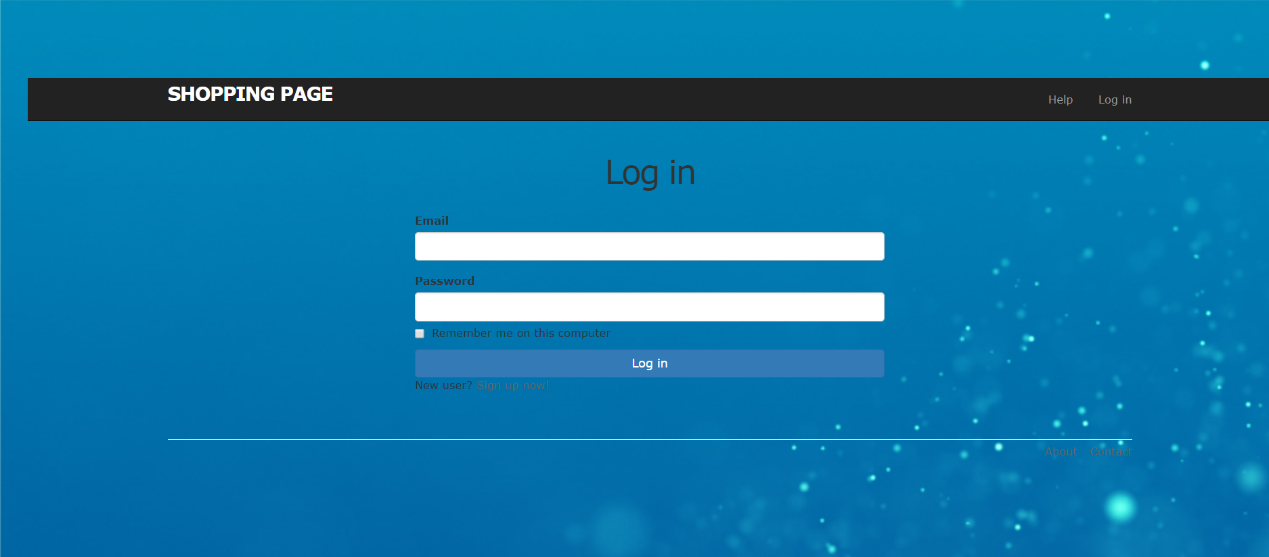 SHOPPING PAGE
Help Log in
Log in
Email
Password
Remember me on this computer
Log in
New user? Sign up now!
About Contact